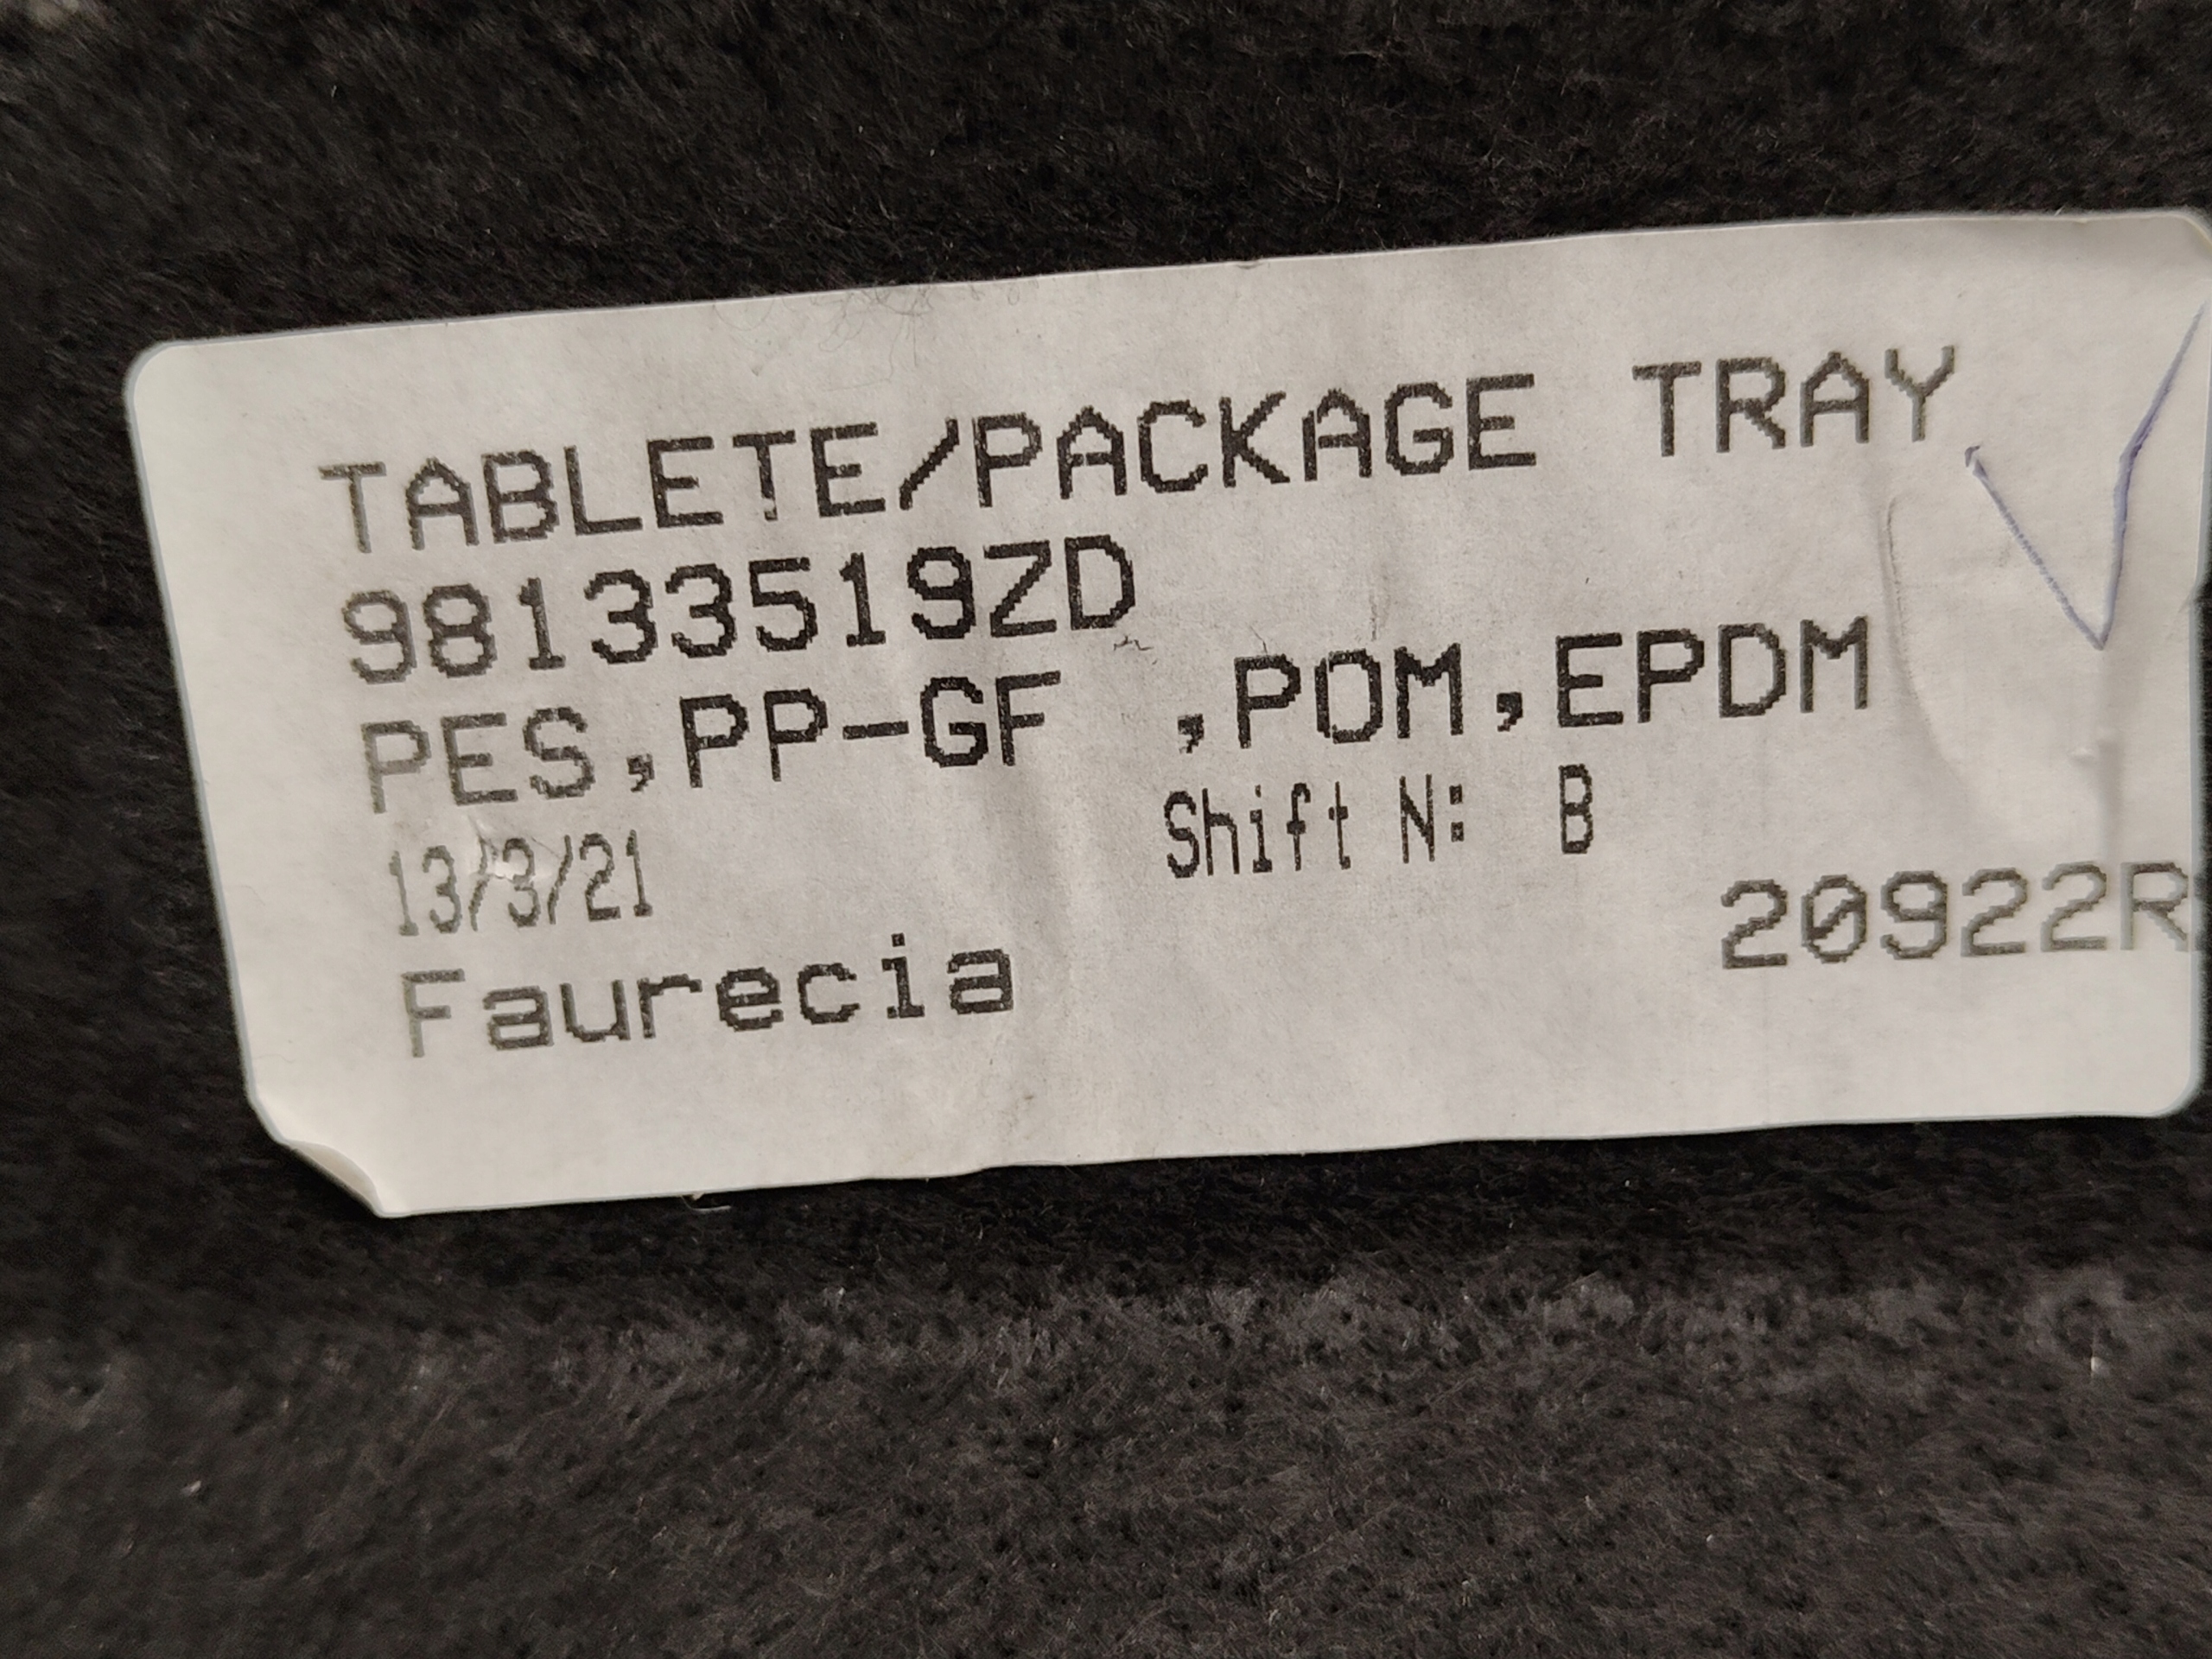 TABLETE/PACKAGE TRAY
98133519ZD
PES,PP-GF ,POM,EPDM
13/3/21 Shift N: B
20922R
Faurecia